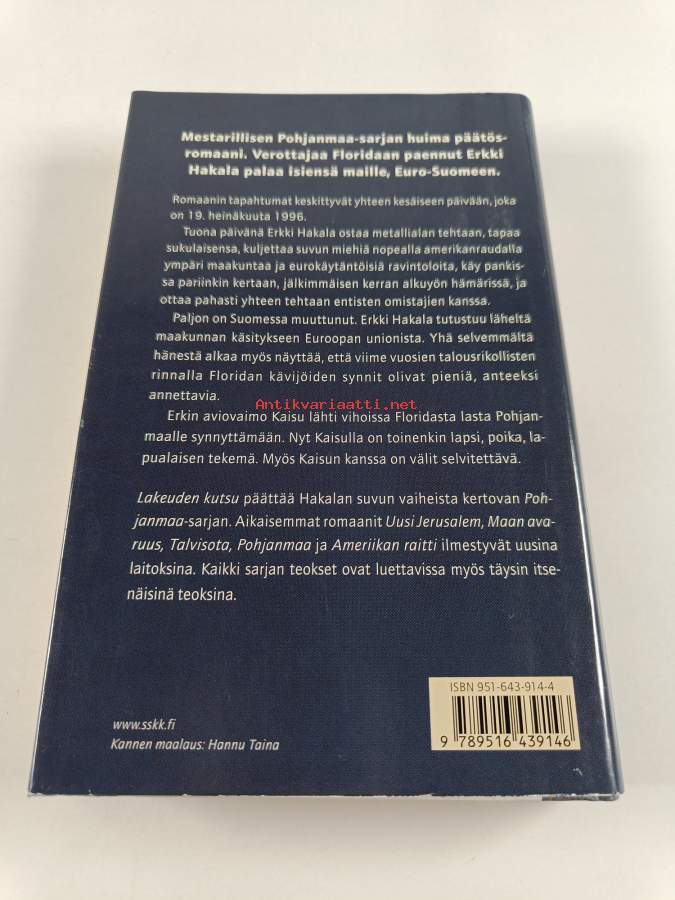 Mestarillisen Pohjanmaa-sarjan huima päätös-
romaani. Verottajaa Floridaan paennut Erkki
Hakala palaa isiensä maille, Euro-Suomeen.
Romaanin tapahtumat keskittyvät yhteen kesäiseen päivään, joka
on 19. heinäkuuta 1996.
Tuona päivänä Erkki Hakala ostaa metallialan tehtaan, tapaa
sukulaisensa, kuljettaa suvun miehiä nopealla amerikanraudalla
ympäri maakuntaa ja eurokäytäntöisiä ravintoloita, käy pankis-
sa pariinkin kertaan, jälkimmäisen kerran alkuyön hämärissä, ja
ottaa pahasti yhteen tehtaan entisten omistajien kanssa.
Paljon on Suomessa muuttunut. Erkki Hakala tutustuu läheltä
maakunnan käsitykseen Euroopan unionista. Yhä selvemmältä
hänestä alkaa myös näyttää, että viime vuosien talousrikollisten
rinnalla Floridan kävijöiden synnit olivat pieniä, anteeksi
annettavia.
Antikvariaatti.net
Erkin aviovaimo Kaisu lähti vihoissa Floridasta lasta Pohjan-
maalle synnyttämään. Nyt Kaisulla on toinenkin lapsi, poika, la-
pualaisen tekemä. Myös Kaisun kanssa on välit selvitettävä.
Lakeuden kutsu päättää Hakalan suvun vaiheista kertovan Poh-
janmaa-sarjan. Aikaisemmat romaanit Uusi Jerusalem, Maan ava-
ruus, Talvisota, Pohjanmaa ja Ameriikan raitti ilmestyvät uusina
laitoksina. Kaikki sarjan teokset ovat luettavissa myös täysin itse-
näisinä teoksina.
ISBN 951-643-914-4
9 789516 439146
www.sskk.fi
Kannen maalaus: Hannu Taina